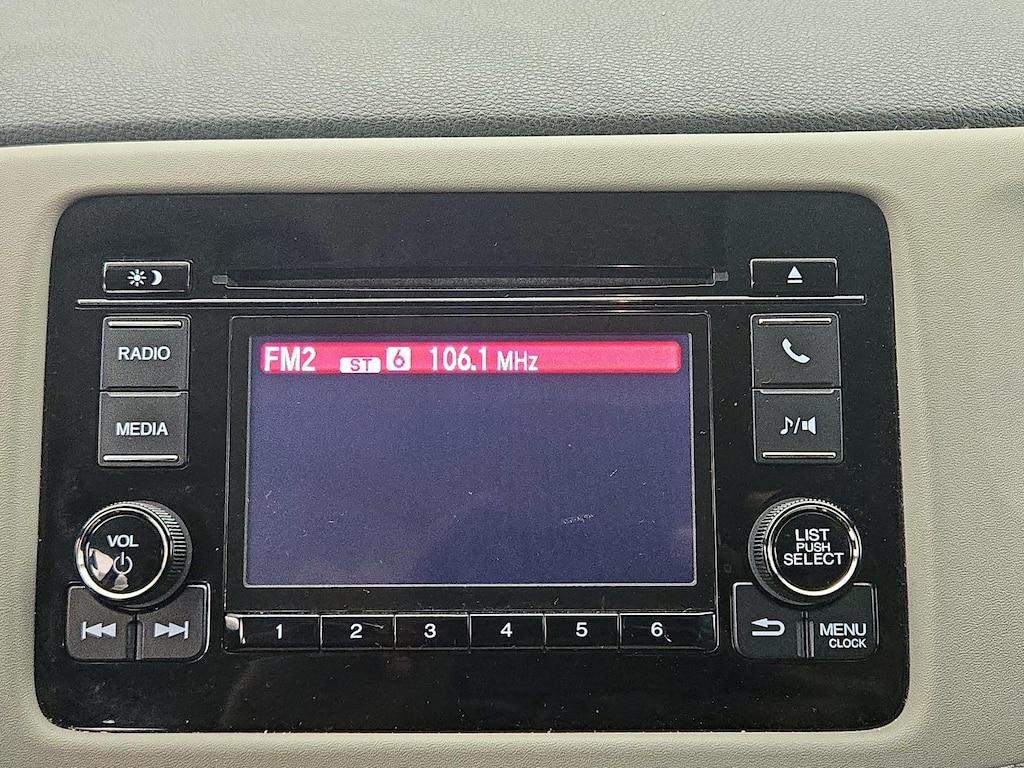 RADIO
MEDIA
FM2 ST 6 106.1 MHz
VOL
LIST
PUSH
SELECT
1 2 3 4 5 6
MENU
CLOCK